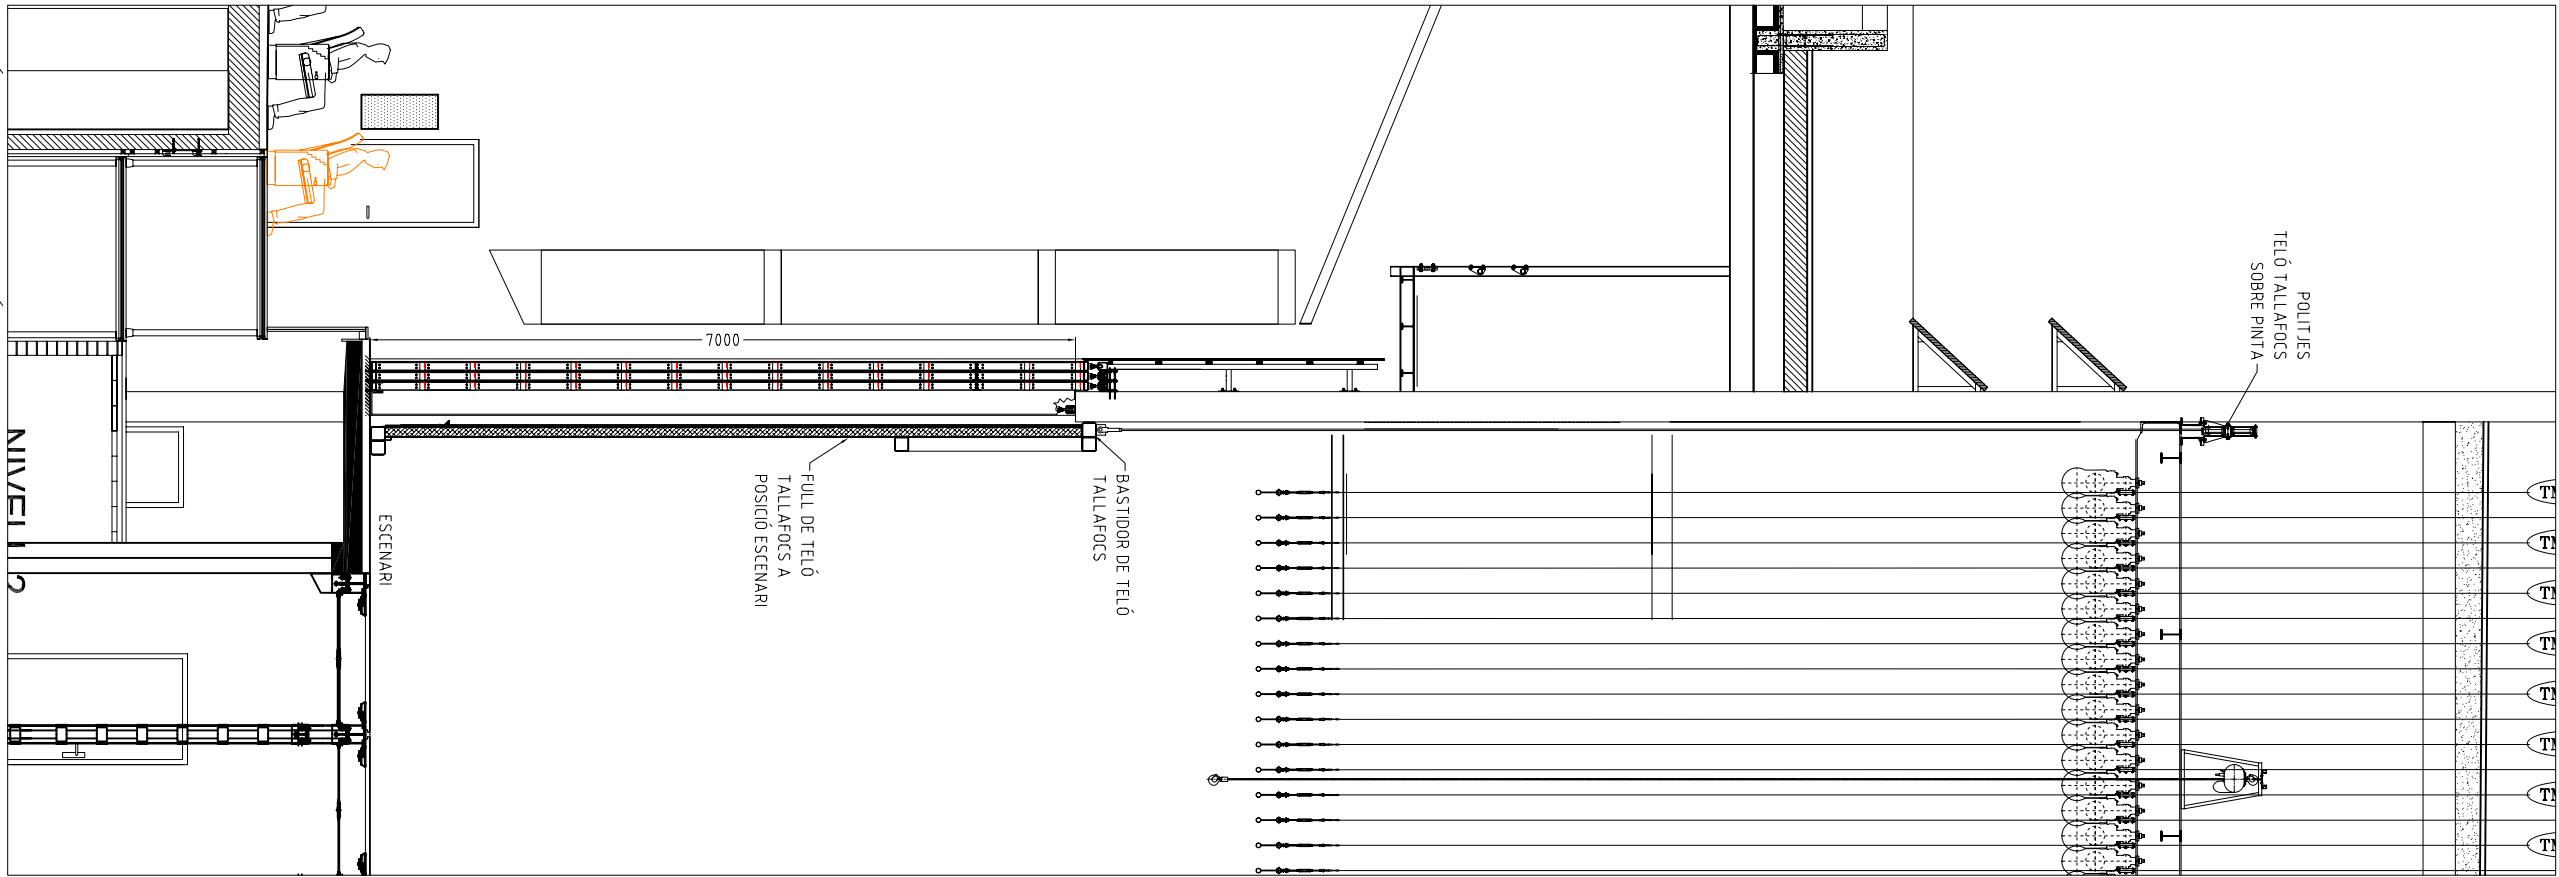 POLITJES
TELÓ TALLAFOCS
SOBRE PINTA
7000
BASTIDOR DE TELÓ
TALLAFOCS
FULL DE TELÓ
TALLAFOCS A
POSICIÓ ESCENARI
ESCENARI